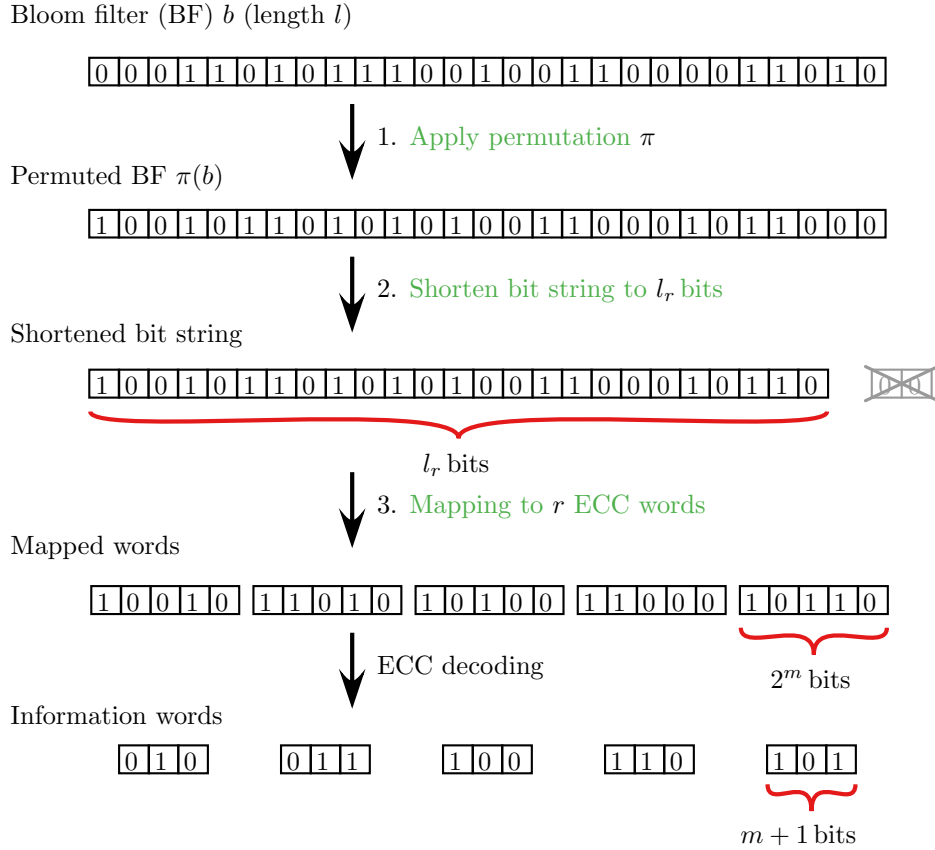 Bloom filter (BF) b (length l)
0 0 0 1 1 0 1 0 1 1 1 0 0 1 0 0 1 1 0 0 0 0 1 1 0 1 0
1. Apply permutation π
Permuted BF π(b)
1 0 0 1 0 1 1 0 1 0 1 0 1 0 0 1 1 0 0 0 1 0 1 1 0 0 0
2. Shorten bit string to l_r bits
Shortened bit string
1 0 0 1 0 1 1 0 1 0 1 0 1 0 0 1 1 0 0 0 1 0 1 1 0 0 0
l_r bits
3. Mapping to r ECC words
Mapped words
1 0 0 1 0 1 1 0 1 0 1 0 1 0 0 1 1 0 0 0 1 0 1 1 0
ECC decoding
2^m bits
Information words
0 1 0 0 1 1 1 0 0 1 1 0 1 0 1
m + 1 bits